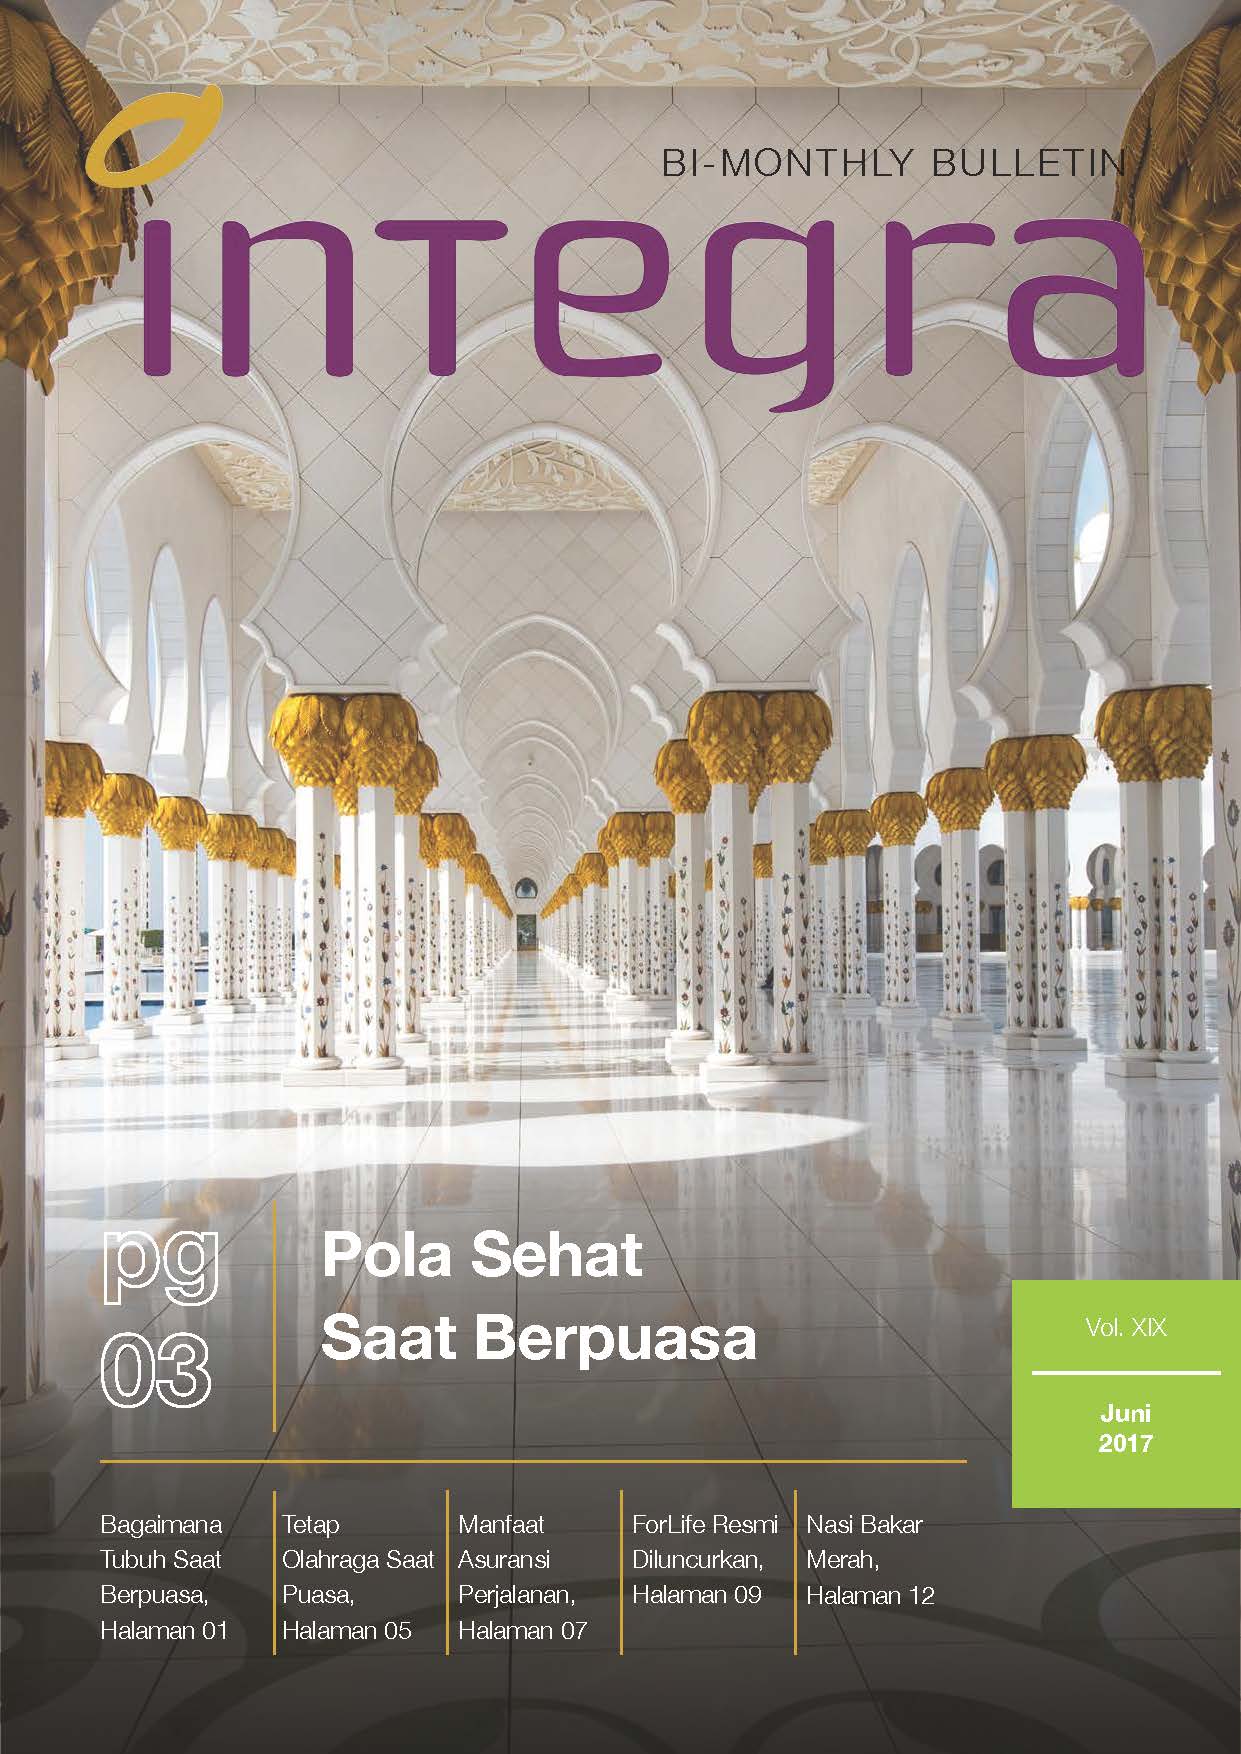 BI-MONTHLY BULLETIN
integra
pg
03
Pola Sehat
Saat Berpuasa
Vol. XIX
Juni
2017
Bagaimana
Tubuh Saat
Berpuasa,
Halaman 01
Tetap
Olahraga Saat
Puasa,
Halaman 05
Manfaat
Asuransi
Perjalanan,
Halaman 07
ForLife Resmi
Diluncurkan,
Halaman 09
Nasi Bakar
Merah,
Halaman 12